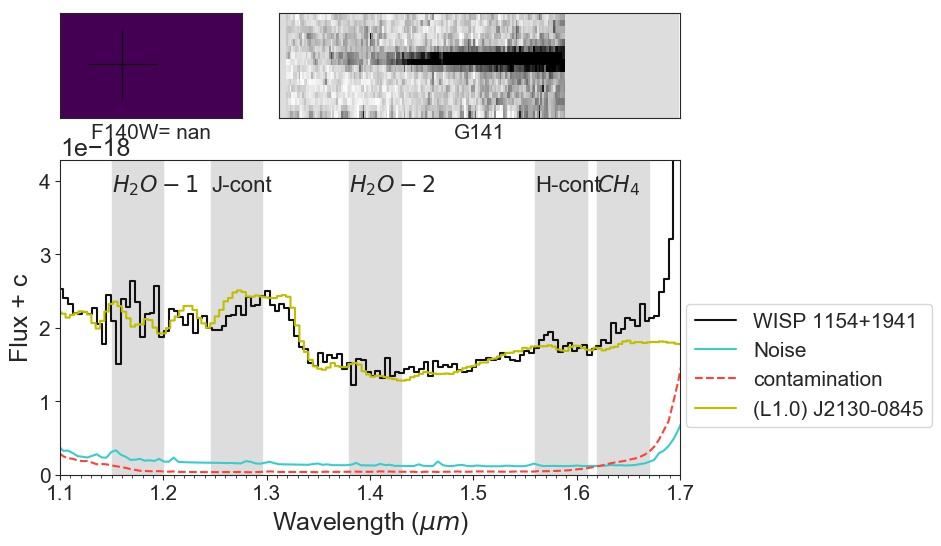 F140W= nan
G141
1e−18
H₂O − 1
J-cont
H₂O − 2
H-cont
CH₄
4
3
2
1
0
Flux + c
1.1
1.2
1.3
1.4
1.5
1.6
1.7
Wavelength (μm)
WISP 1154+1941
Noise
contamination
(L1.0) J2130-0845